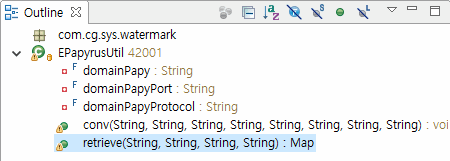 Outline
com.cg.sys.watermark
EPapyrusUtil 42001
F domainPapy : String
F domainPapyPort : String
F domainPapyProtocol : String
conv(String, String, String, String, String, String, String) : voi
retrieve(String, String, String, String) : Map